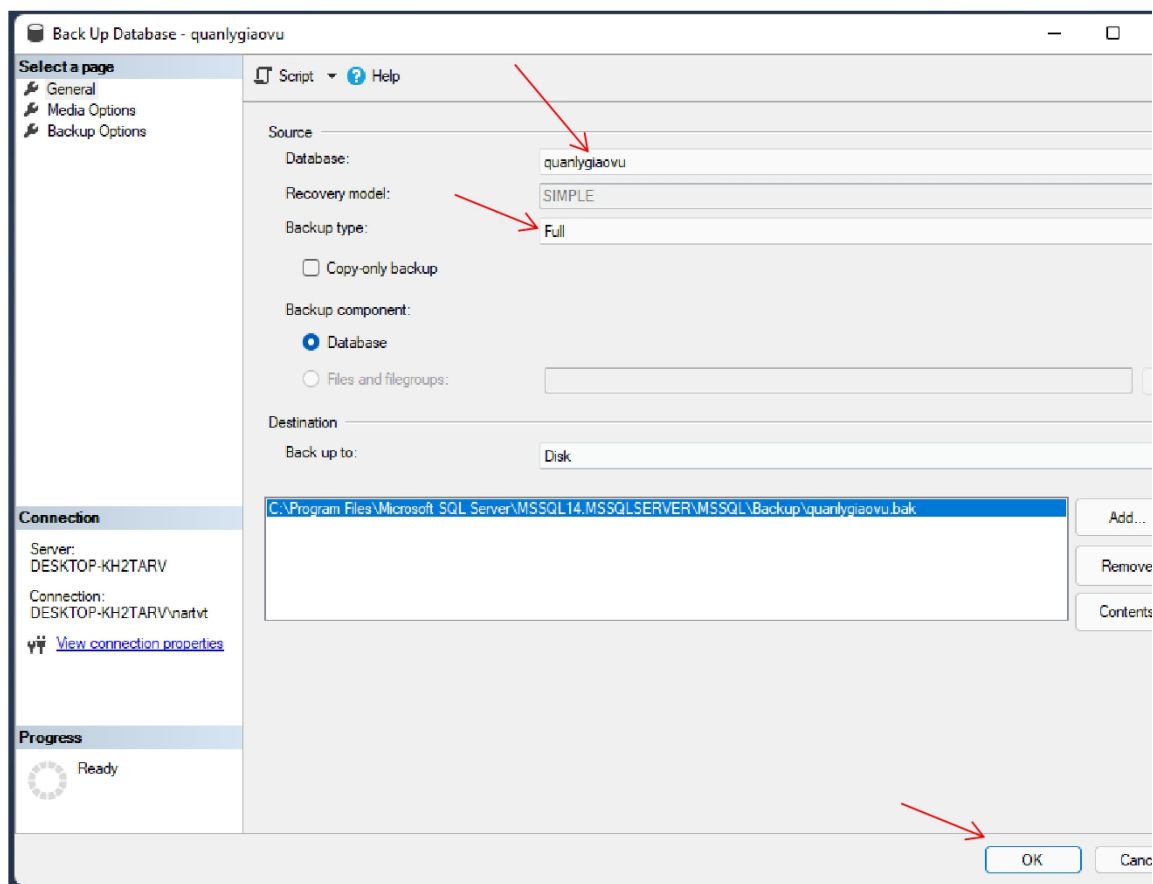 Back Up Database - quanlygiaovu
Select a page
General
Media Options
Backup Options
Script
Help
Source
Database:
quanlygiaovu
Recovery model:
SIMPLE
Backup type:
Full
Copy-only backup
Backup component:
Database
Files and filegroups:
Destination
Back up to:
Disk
C:\Program Files\Microsoft SQL Server\MSSQL14.MSSQLSERVER\MSSQL\Backup\quanlygiaovu.bak
Add...
Remove
Contents
Connection
Server:
DESKTOP-KH2TARV
Connection:
DESKTOP-KH2TARV\nartvt
View connection properties
Progress
Ready
OK
Canc